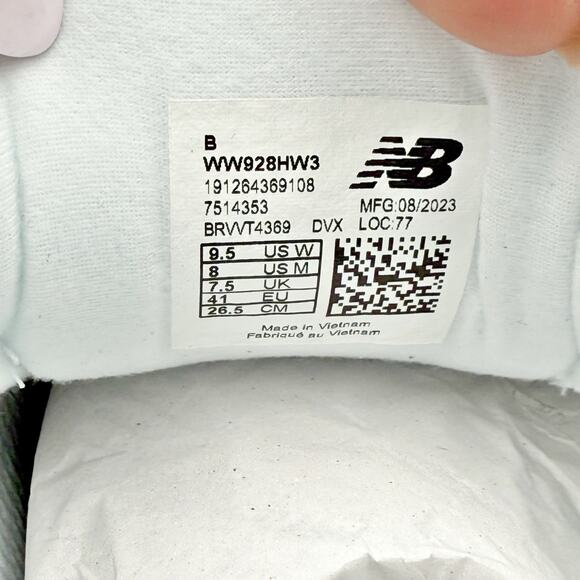 B
WW928HW3
NB
191264369108
7514353 MFG:08/2023
BRVVT4369 DVX LOC:77
9.5 US W
8 US M
7.5 UK
41 EU
26.5 CM
Made in Vietnam
Fabriqué au Vietnam